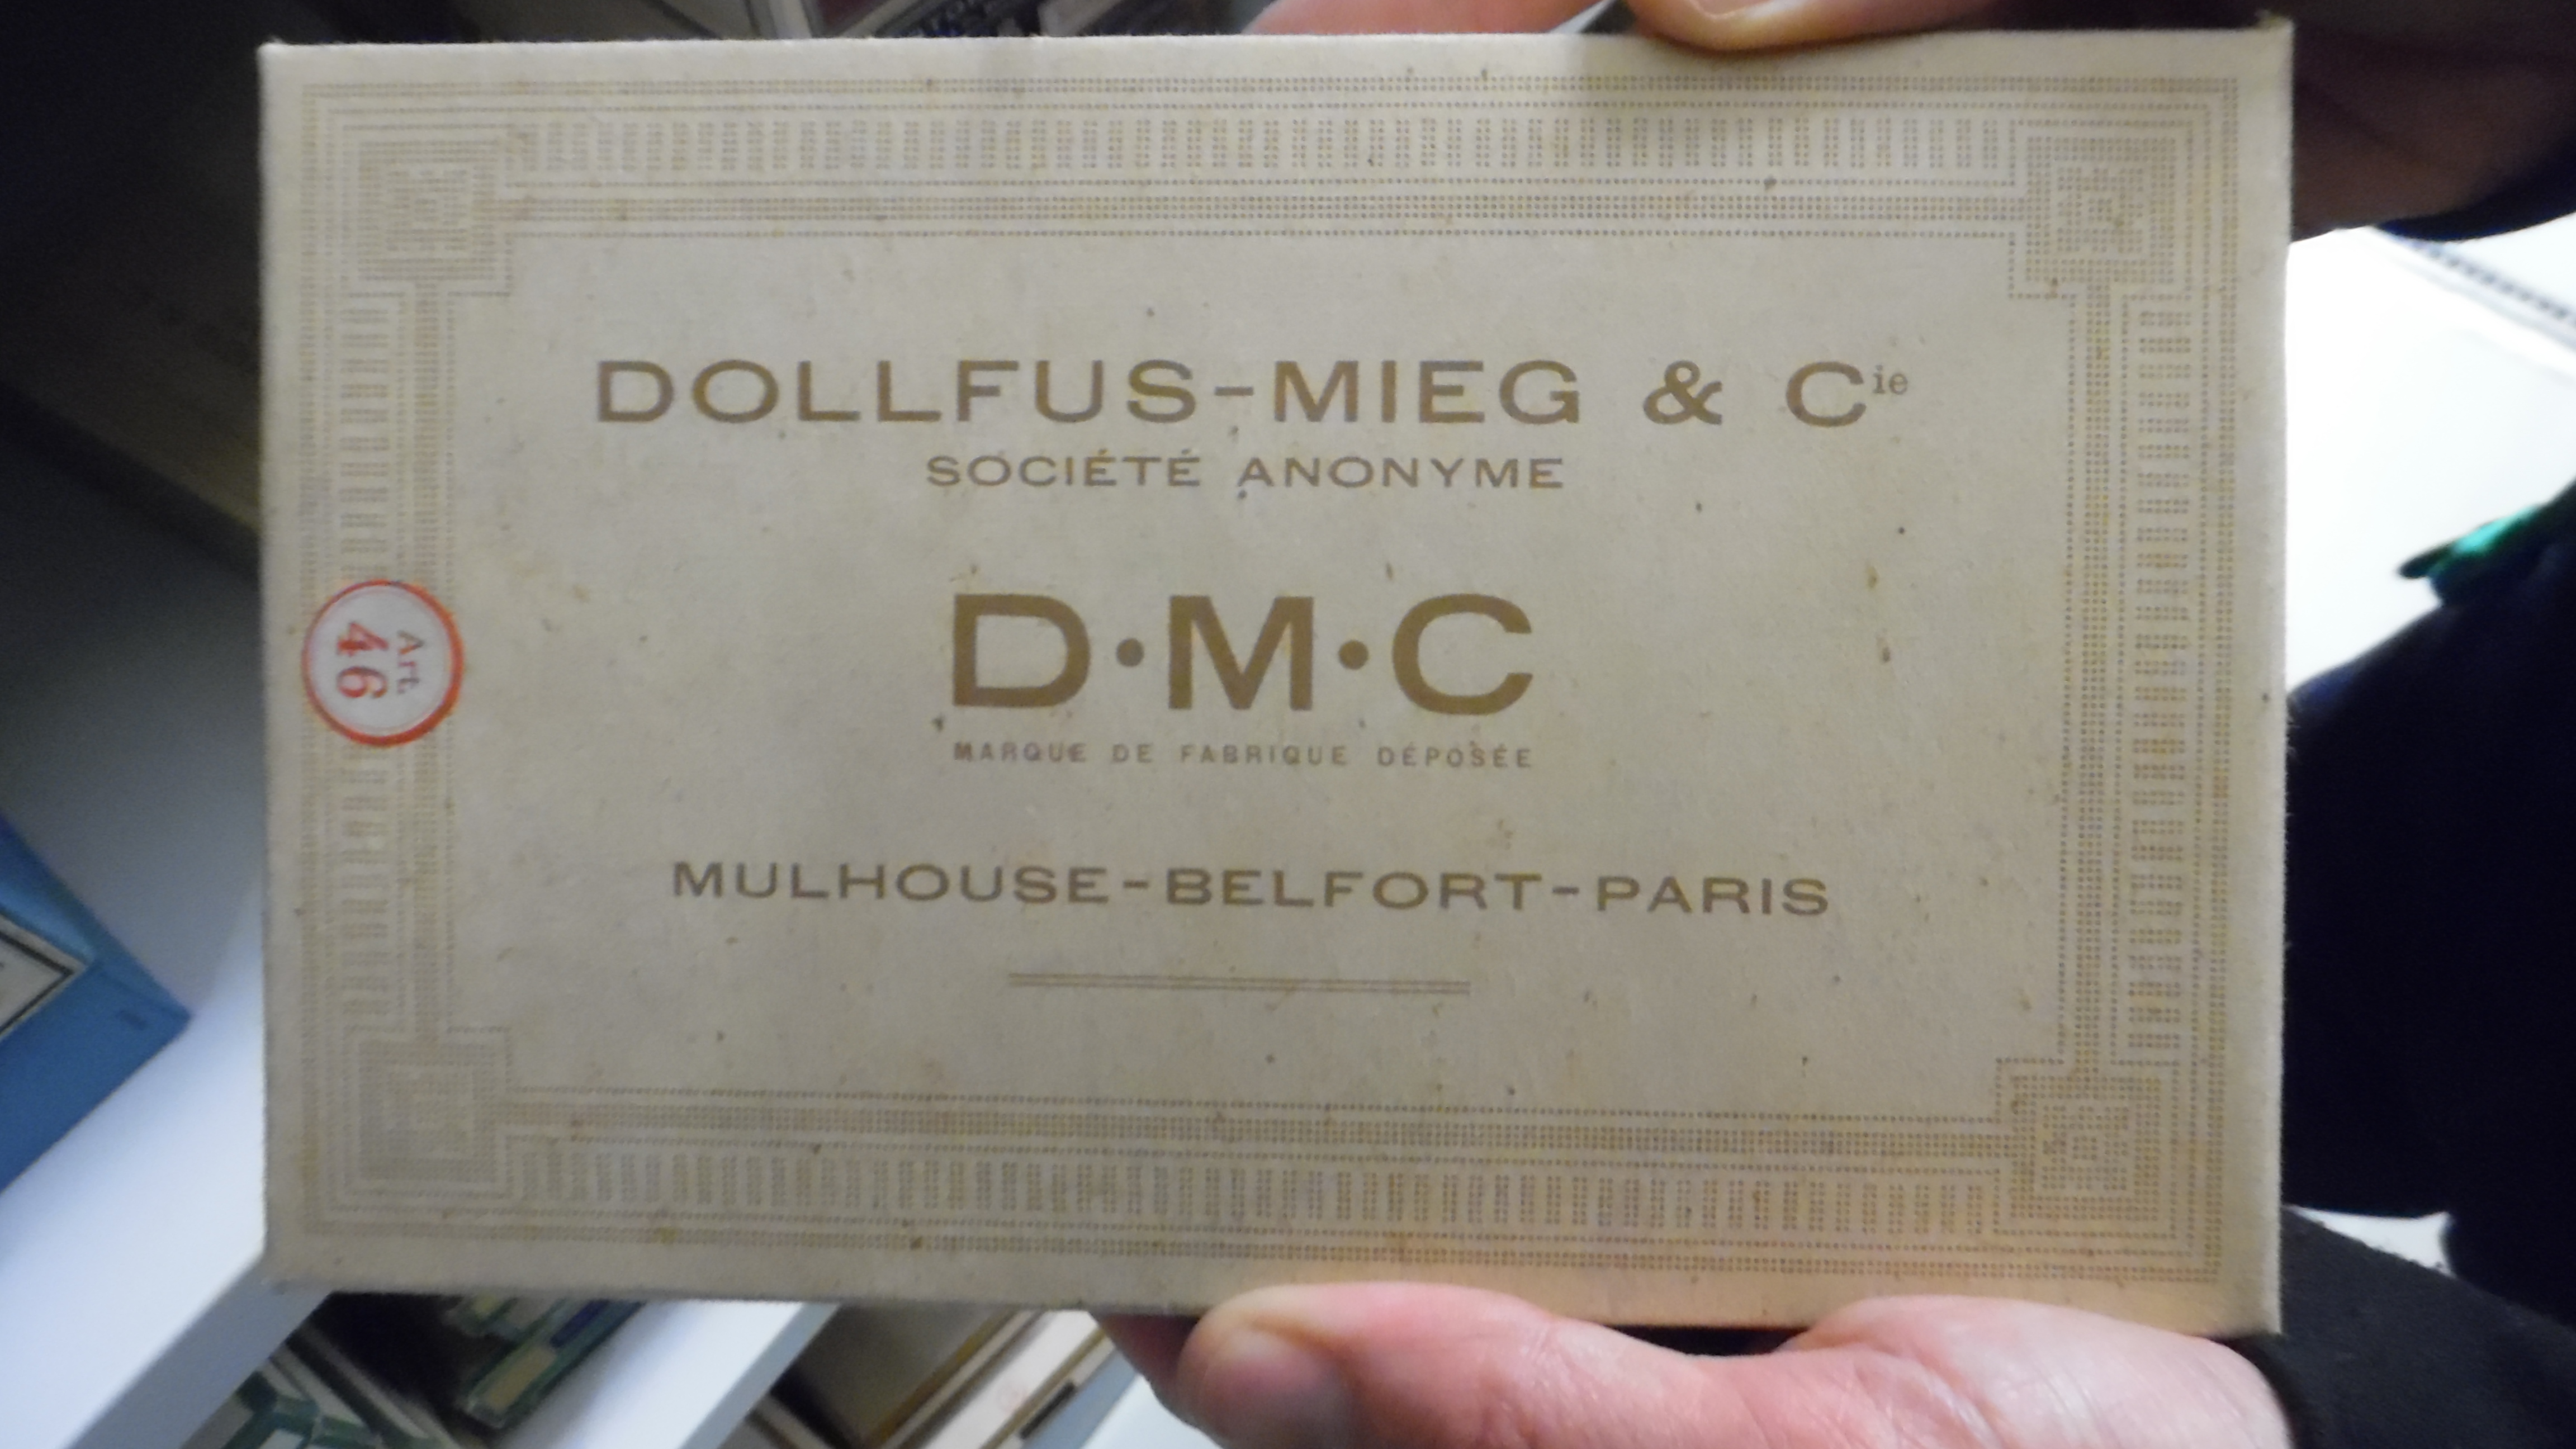 DOLLFUS-MIEG & Cie
SOCIÉTÉ ANONYME
D·M·C
MARQUE DE FABRIQUE DÉPOSÉE
MULHOUSE-BELFORT-PARIS
Art.
46